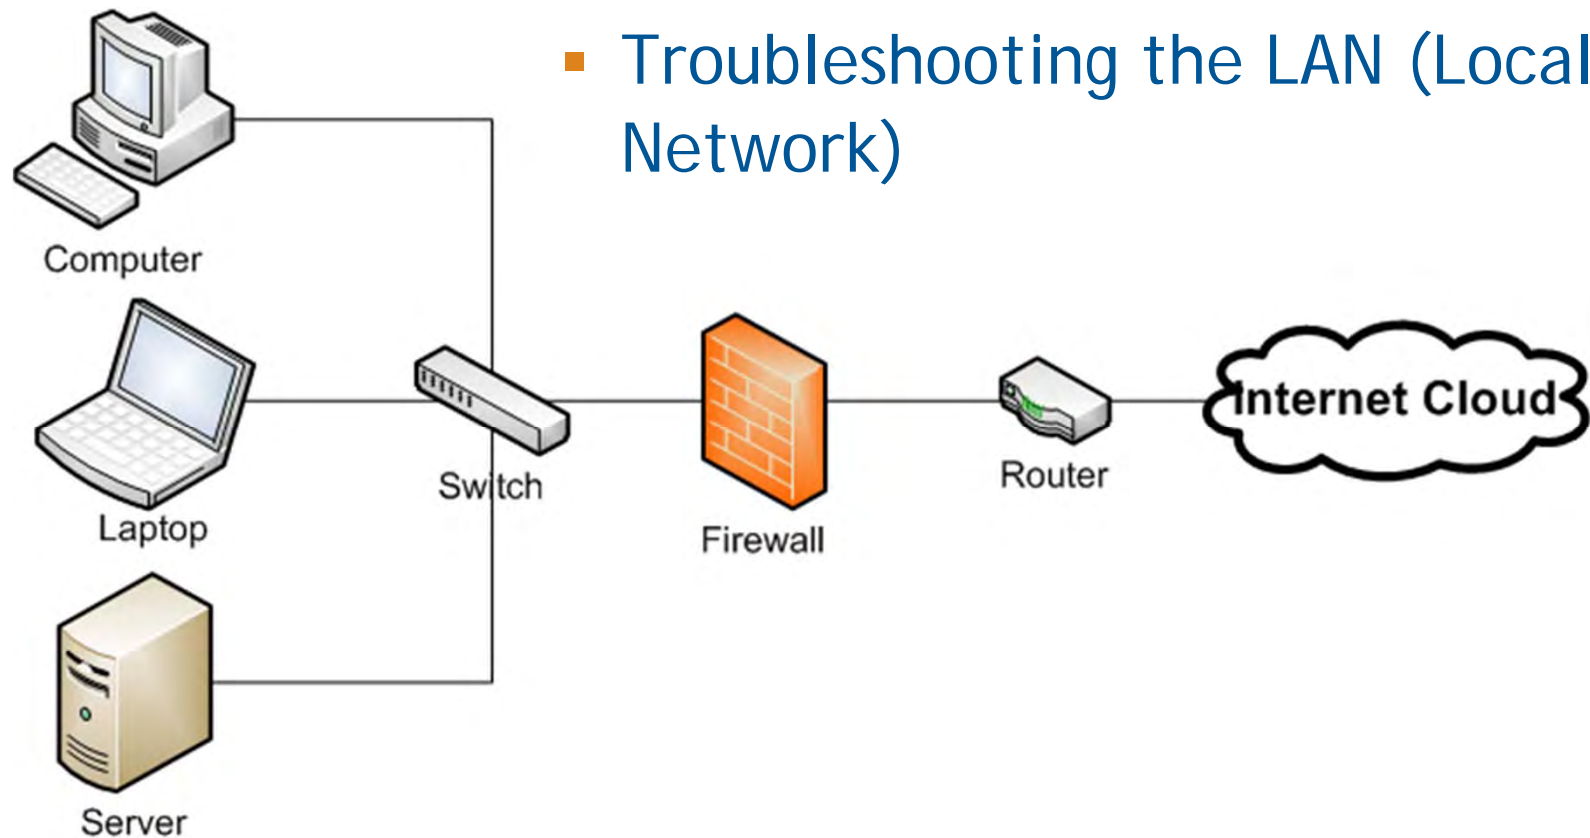 ▪ Troubleshooting the LAN (Local
Network)
Computer
Laptop
Switch
Firewall
Router
Internet Cloud
Server